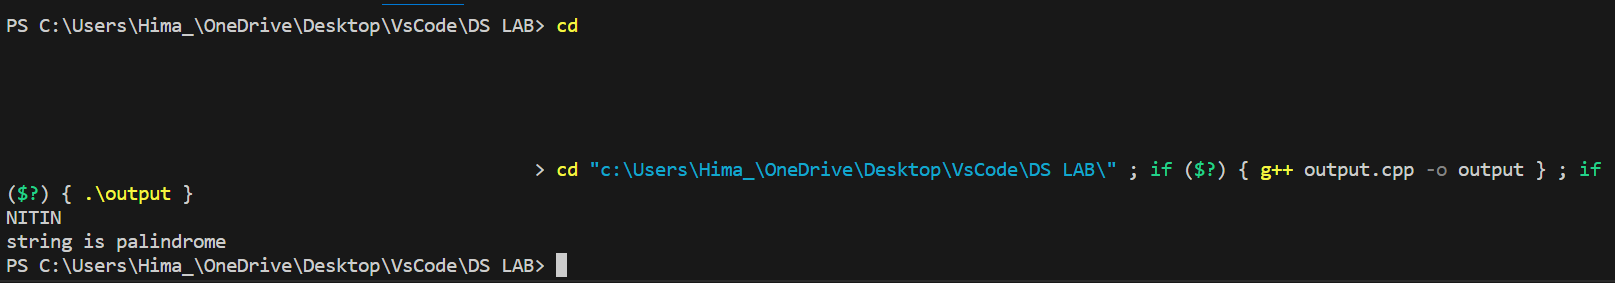 PS C:\Users\Hima_\OneDrive\Desktop\VsCode\DS LAB> cd
> cd "c:\Users\Hima_\OneDrive\Desktop\VsCode\DS LAB\" ; if ($?) { g++ output.cpp -o output } ; if
($?) { .\output }
NITIN
string is palindrome
PS C:\Users\Hima_\OneDrive\Desktop\VsCode\DS LAB>